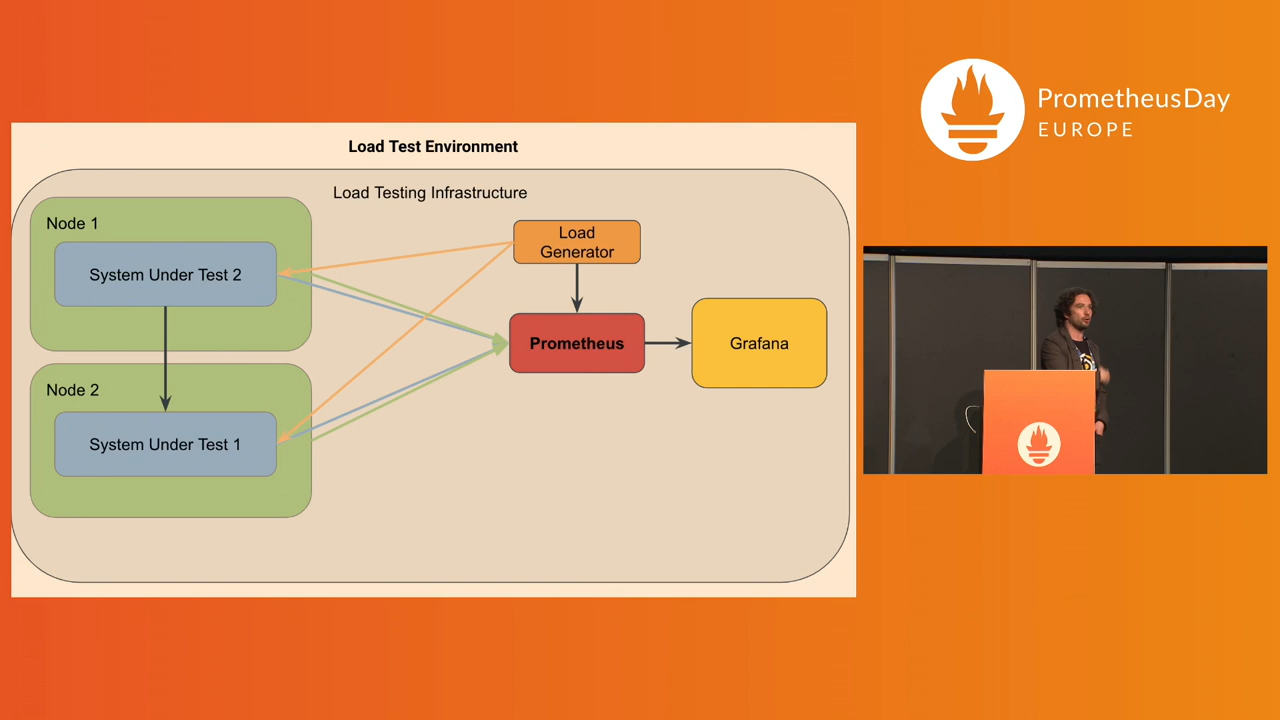 PrometheusDay
EUROPE
Load Test Environment
Load Testing Infrastructure
Node 1
System Under Test 2
Node 2
System Under Test 1
Load
Generator
Prometheus
Grafana